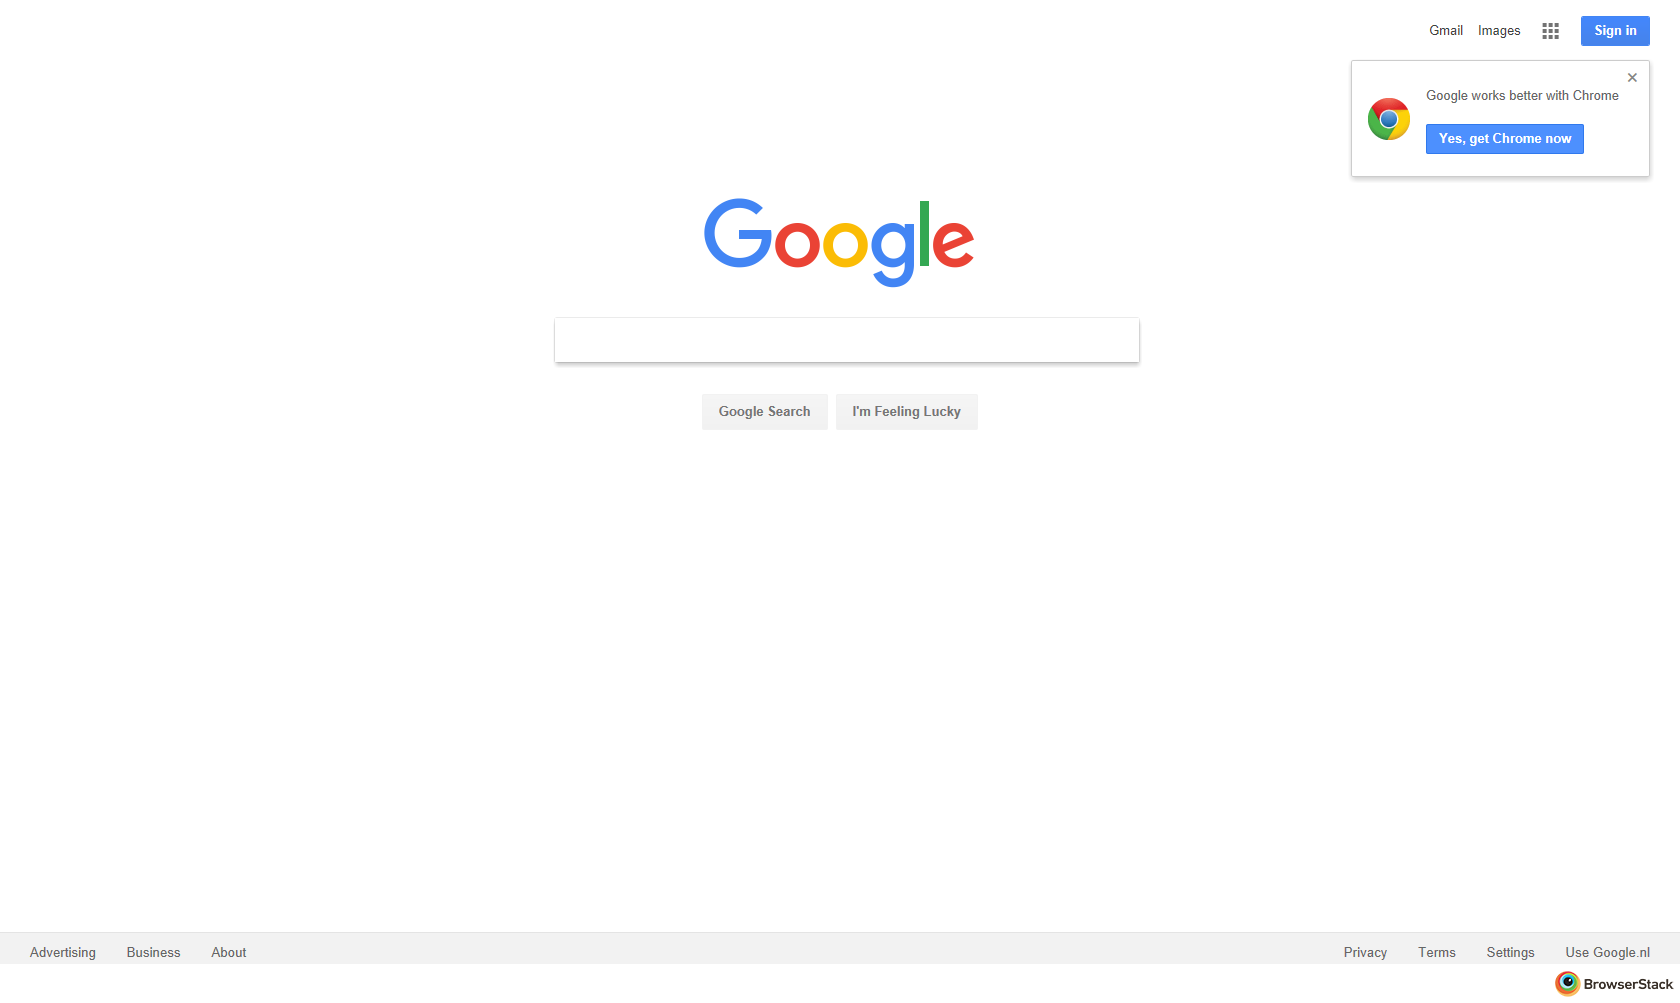 Gmail Images Sign in
Google works better with Chrome
Yes, get Chrome now
Google
Google Search I'm Feeling Lucky
Advertising Business About Privacy Terms Settings Use Google.nl
BrowserStack